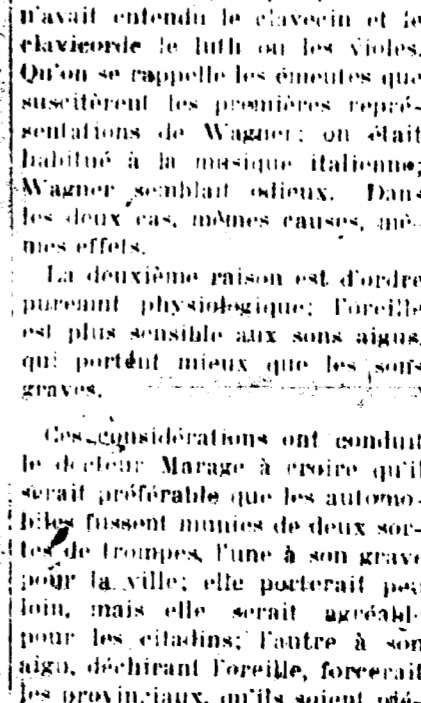 n'avait entendu le clavecin et le
clavicorde le luth ou les violes.
Qu'on se rappelle les émeutes que
suscitèrent les premières repré-
sentations de Wagner; on était
habitué à la musique italienne;
Wagner semblait odieux. Dans
les deux cas, mêmes causes, mê-
mes effets.
La deuxième raison est d'ordre
puremnt physiologique; l'oreille
est plus sensible aux sons aigus,
qui portent mieux que les sons
graves.
Ces considérations ont conduit
le docteur Marage à croire qu'il
serait préférable que les automo-
biles fussent munies de deux sor-
tes de trompes, l'une à son grave
pour la ville; elle porterait peu
loin, mais elle serait agréable
pour les citadins; l'autre à son
aigu, déchirant l'oreille, forcerait
les provinciaux, qu'ils soient pié-